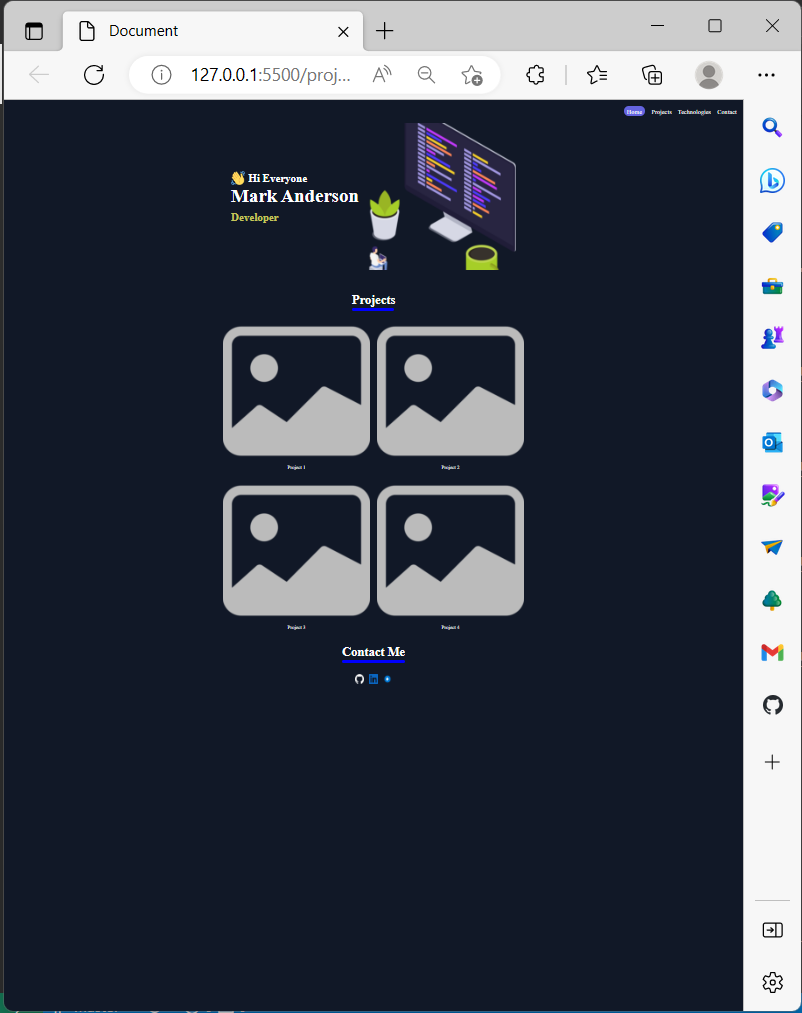 Document
127.0.0.1:5500/proj...
Home Projects Technologies Contact
👋 Hi Everyone
Mark Anderson
Developer
Projects
Project 1 Project 2
Project 3 Project 4
Contact Me